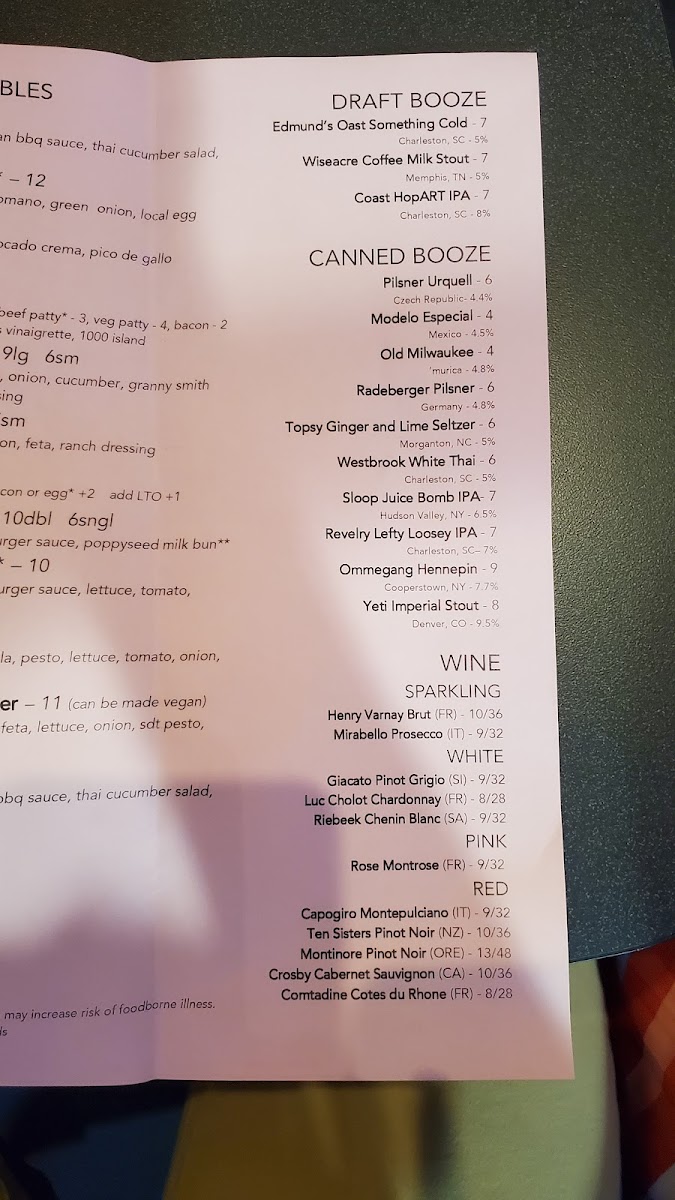 BLES
an bbq sauce, thai cucumber salad,
* – 12
omano, green onion, local egg
ocado crema, pico de gallo
beef patty* - 3, veg patty - 4, bacon - 2
s vinaigrette, 1000 island
9lg 6sm
, onion, cucumber, granny smith
sing
sm
on, feta, ranch dressing
con or egg* +2 add LTO +1
10dbl 6sngl
urger sauce, poppyseed milk bun**
* – 10
urger sauce, lettuce, tomato,
la, pesto, lettuce, tomato, onion,
er – 11 (can be made vegan)
feta, lettuce, onion, sdt pesto,
bbq sauce, thai cucumber salad,
may increase risk of foodborne illness.
ls
DRAFT BOOZE
Edmund's Oast Something Cold - 7
Charleston, SC - 5%
Wiseacre Coffee Milk Stout - 7
Memphis, TN - 5%
Coast HopART IPA - 7
Charleston, SC - 8%
CANNED BOOZE
Pilsner Urquell - 6
Czech Republic- 4.4%
Modelo Especial - 4
Mexico - 4.5%
Old Milwaukee - 4
'murica - 4.8%
Radeberger Pilsner - 6
Germany - 4.8%
Topsy Ginger and Lime Seltzer - 6
Morganton, NC - 5%
Westbrook White Thai - 6
Charleston, SC - 5%
Sloop Juice Bomb IPA- 7
Hudson Valley, NY - 6.5%
Revelry Lefty Loosey IPA - 7
Charleston, SC– 7%
Ommegang Hennepin - 9
Cooperstown, NY - 7.7%
Yeti Imperial Stout - 8
Denver, CO - 9.5%
WINE
SPARKLING
Henry Varnay Brut (FR) - 10/36
Mirabello Prosecco (IT) - 9/32
WHITE
Giacato Pinot Grigio (SI) - 9/32
Luc Cholot Chardonnay (FR) - 8/28
Riebeek Chenin Blanc (SA) - 9/32
PINK
Rose Montrose (FR) - 9/32
RED
Capogiro Montepulciano (IT) - 9/32
Ten Sisters Pinot Noir (NZ) - 10/36
Montinore Pinot Noir (ORE) - 13/48
Crosby Cabernet Sauvignon (CA) - 10/36
Comtadine Cotes du Rhone (FR) - 8/28